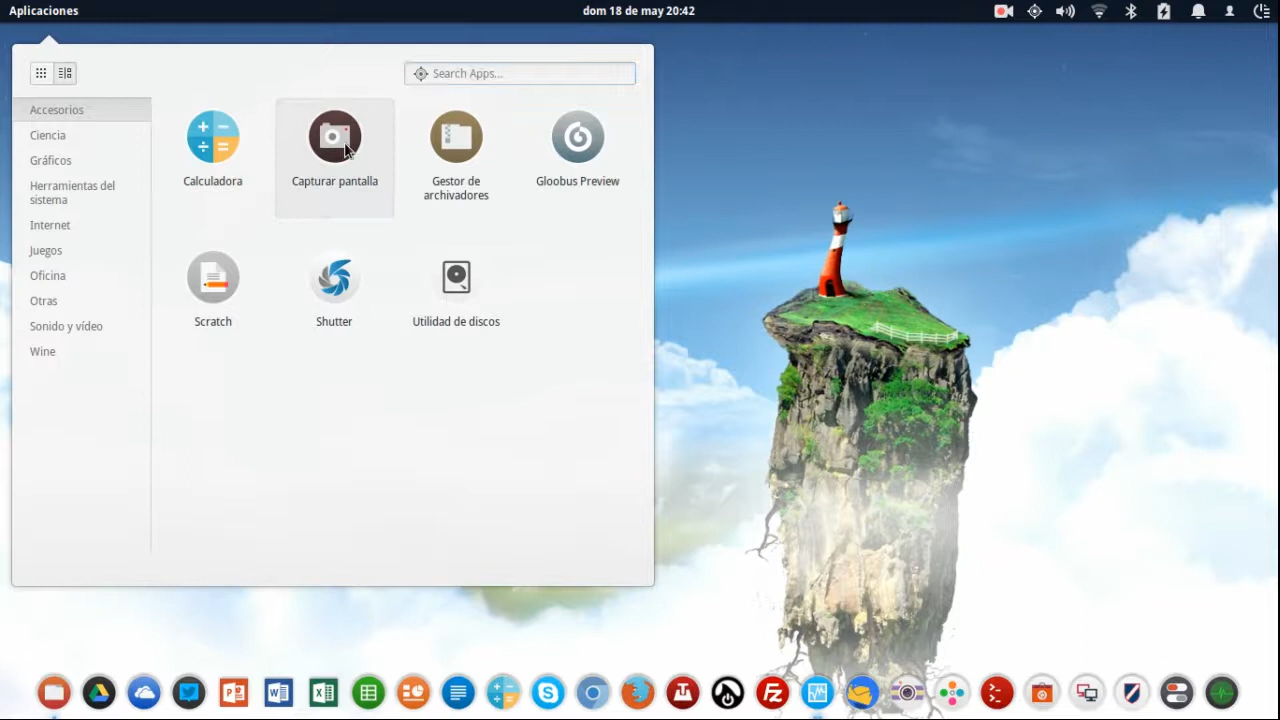 Aplicaciones
dom 18 de may 20:42
Search Apps...
Accesorios
Ciencia
Gráficos
Herramientas del
sistema
Internet
Juegos
Oficina
Otras
Sonido y vídeo
Wine
Calculadora
Capturar pantalla
Gestor de
archivadores
Gloobus Preview
Scratch
Shutter
Utilidad de discos